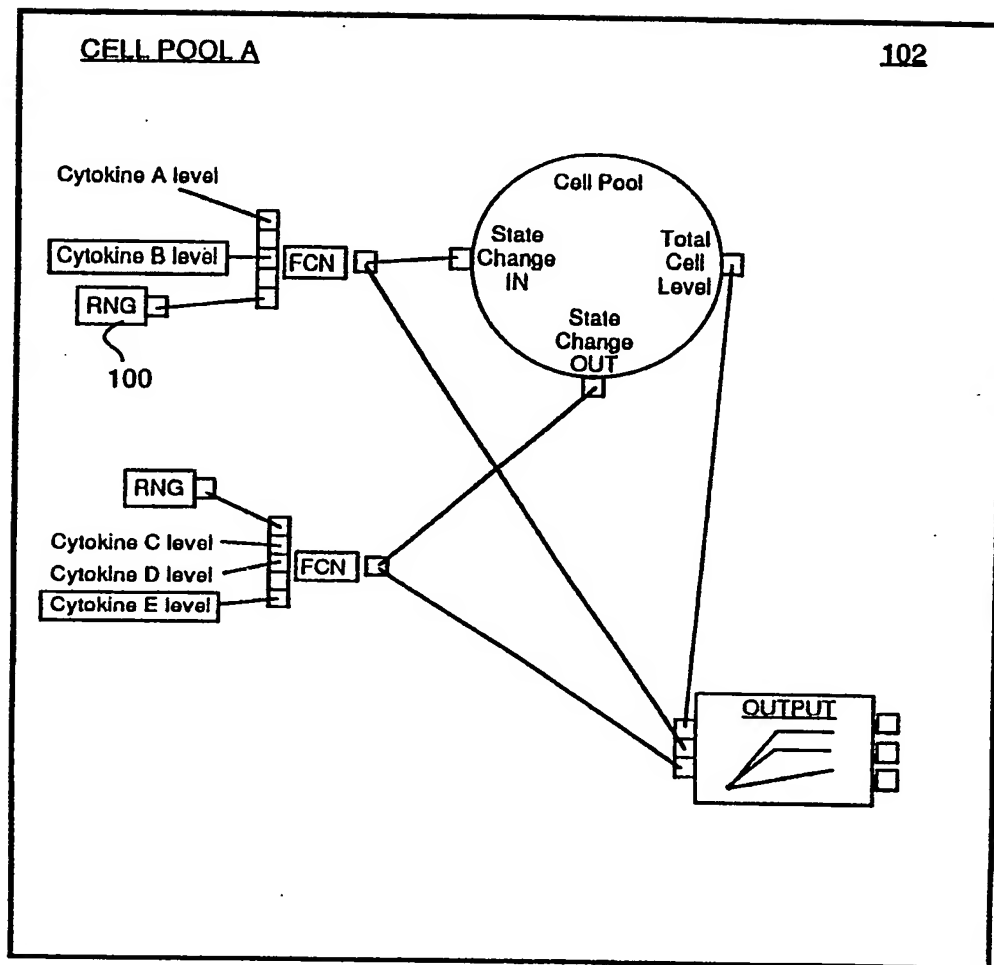 CELL POOL A
102
Cytokine A level
Cytokine B level
FCN
RNG
100
Cell Pool
State
Change
IN
Total
Cell
Level
State
Change
OUT
RNG
Cytokine C level
Cytokine D level
FCN
Cytokine E level
OUTPUT